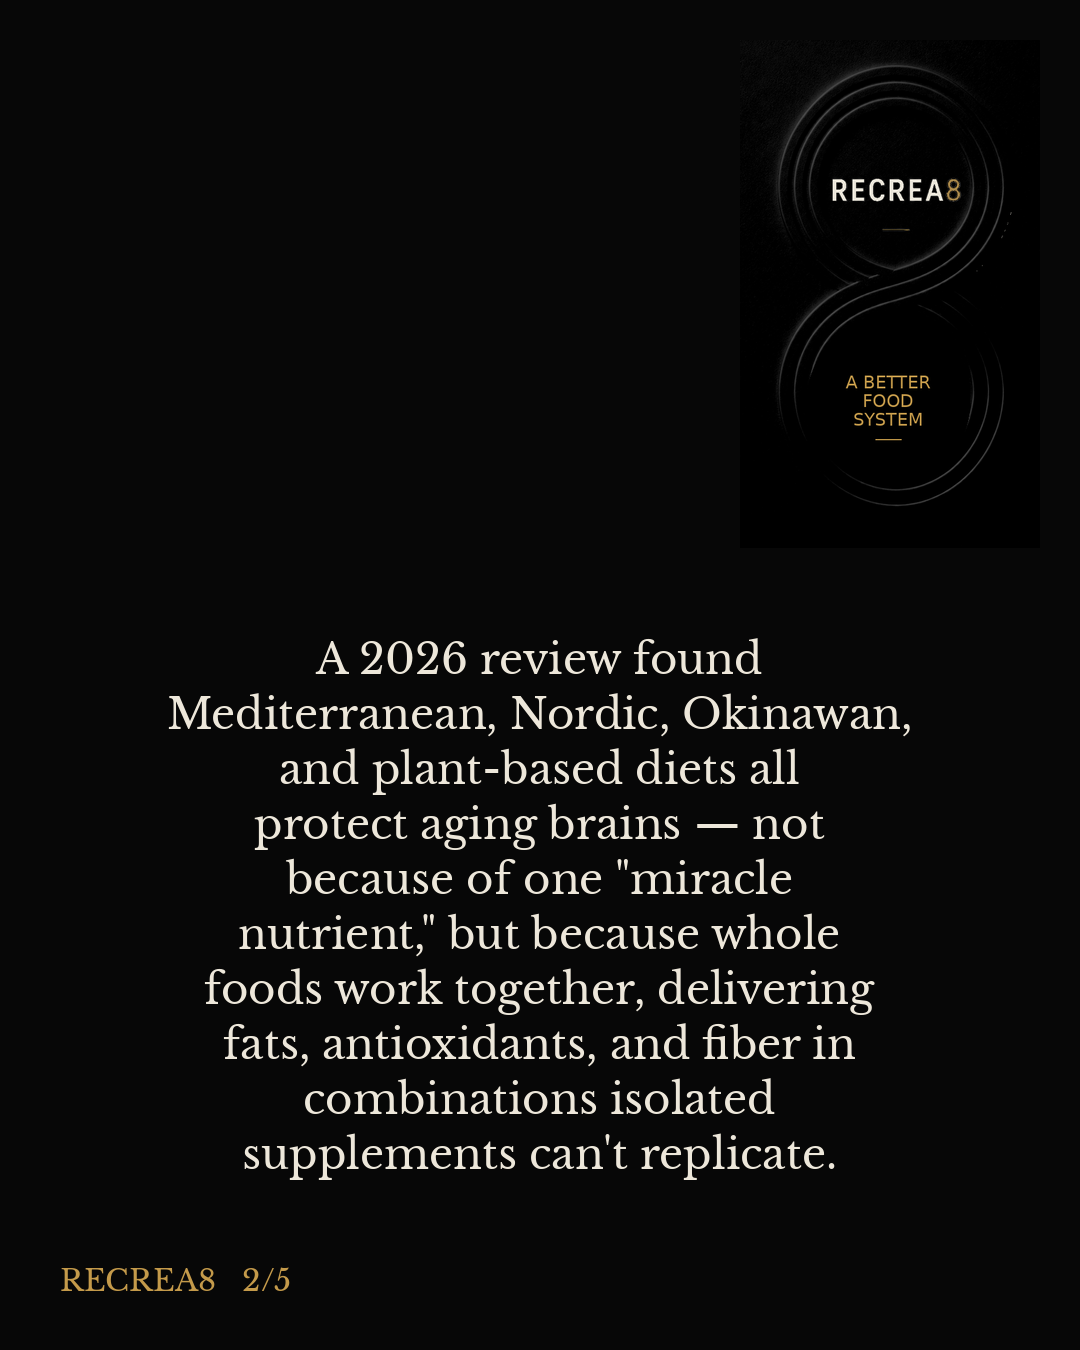 RECREA8
A BETTER
FOOD
SYSTEM
A 2026 review found
Mediterranean, Nordic, Okinawan,
and plant-based diets all
protect aging brains — not
because of one "miracle
nutrient," but because whole
foods work together, delivering
fats, antioxidants, and fiber in
combinations isolated
supplements can't replicate.
RECREA8 2/5